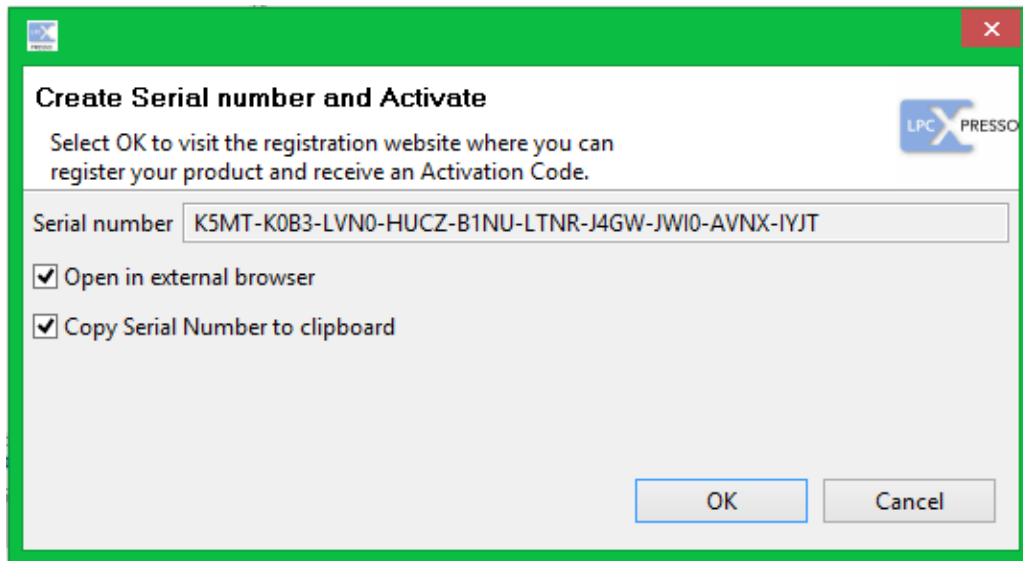 Create Serial number and Activate
Select OK to visit the registration website where you can
register your product and receive an Activation Code.
LPC XPRESSO
Serial number K5MT-K0B3-LVN0-HUCZ-B1NU-LTNR-J4GW-JWI0-AVNX-IYJT
Open in external browser
Copy Serial Number to clipboard
OK Cancel